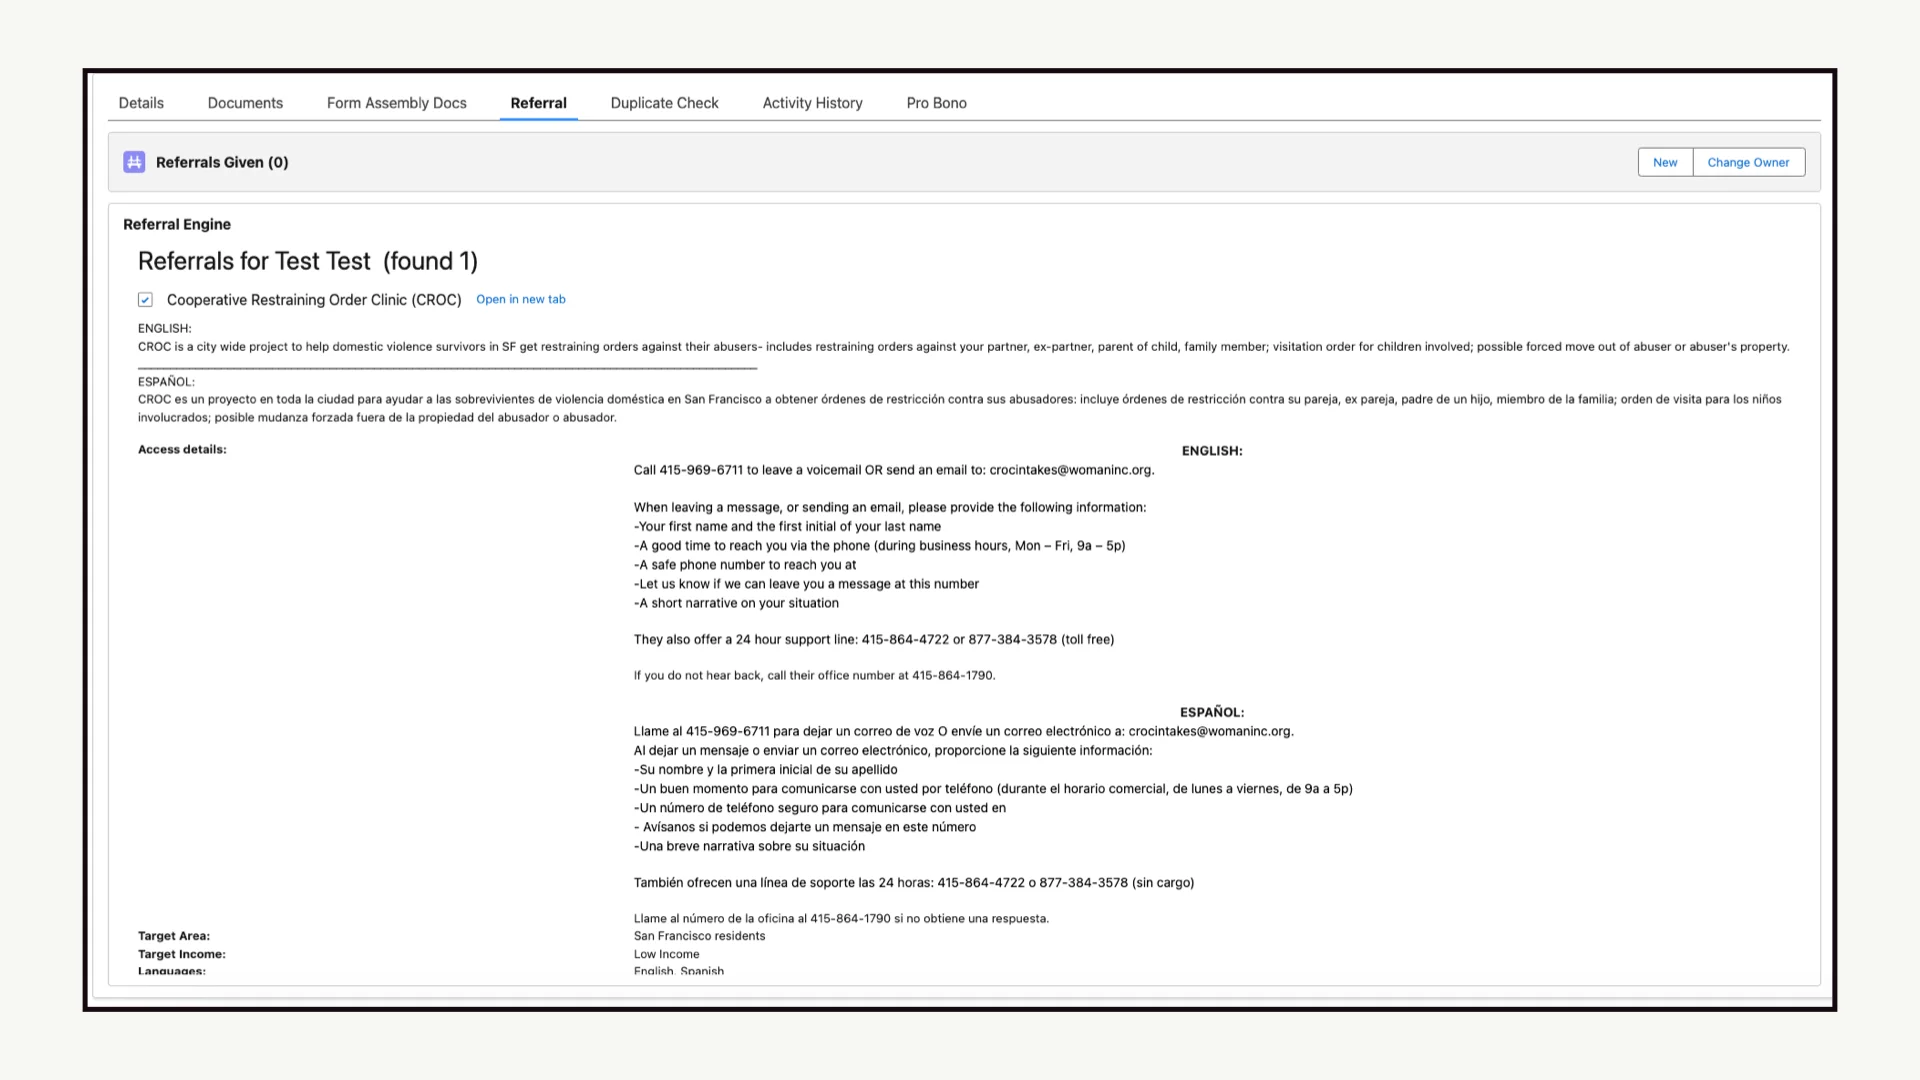 Details Documents Form Assembly Docs Referral Duplicate Check Activity History Pro Bono
Referrals Given (0) New Change Owner
Referral Engine
Referrals for Test Test (found 1)
Cooperative Restraining Order Clinic (CROC) Open in new tab
ENGLISH:
CROC is a city wide project to help domestic violence survivors in SF get restraining orders against their abusers- includes restraining orders against your partner, ex-partner, parent of child, family member; visitation order for children involved; possible forced move out of abuser or abuser's property.
ESPAÑOL:
CROC es un proyecto en toda la ciudad para ayudar a las sobrevivientes de violencia doméstica en San Francisco a obtener órdenes de restricción contra sus abusadores: incluye órdenes de restricción contra su pareja, ex pareja, padre de un hijo, miembro de la familia; orden de visita para los niños
involucrados; posible mudanza forzada fuera de la propiedad del abusador o abusador.
Access details: ENGLISH:
Call 415-969-6711 to leave a voicemail OR send an email to: crocintakes@womaninc.org.
When leaving a message, or sending an email, please provide the following information:
-Your first name and the first initial of your last name
-A good time to reach you via the phone (during business hours, Mon – Fri, 9a – 5p)
-A safe phone number to reach you at
-Let us know if we can leave you a message at this number
-A short narrative on your situation
They also offer a 24 hour support line: 415-864-4722 or 877-384-3578 (toll free)
If you do not hear back, call their office number at 415-864-1790.
ESPAÑOL:
Llame al 415-969-6711 para dejar un correo de voz O envíe un correo electrónico a: crocintakes@womaninc.org.
Al dejar un mensaje o enviar un correo electrónico, proporcione la siguiente información:
-Su nombre y la primera inicial de su apellido
-Un buen momento para comunicarse con usted por teléfono (durante el horario comercial, de lunes a viernes, de 9a a 5p)
-Un número de teléfono seguro para comunicarse con usted en
- Avísanos si podemos dejarte un mensaje en este número
-Una breve narrativa sobre su situación
También ofrecen una línea de soporte las 24 horas: 415-864-4722 o 877-384-3578 (sin cargo)
Llame al número de la oficina al 415-864-1790 si no obtiene una respuesta.
Target Area: San Francisco residents
Target Income: Low Income
Languages: English, Spanish